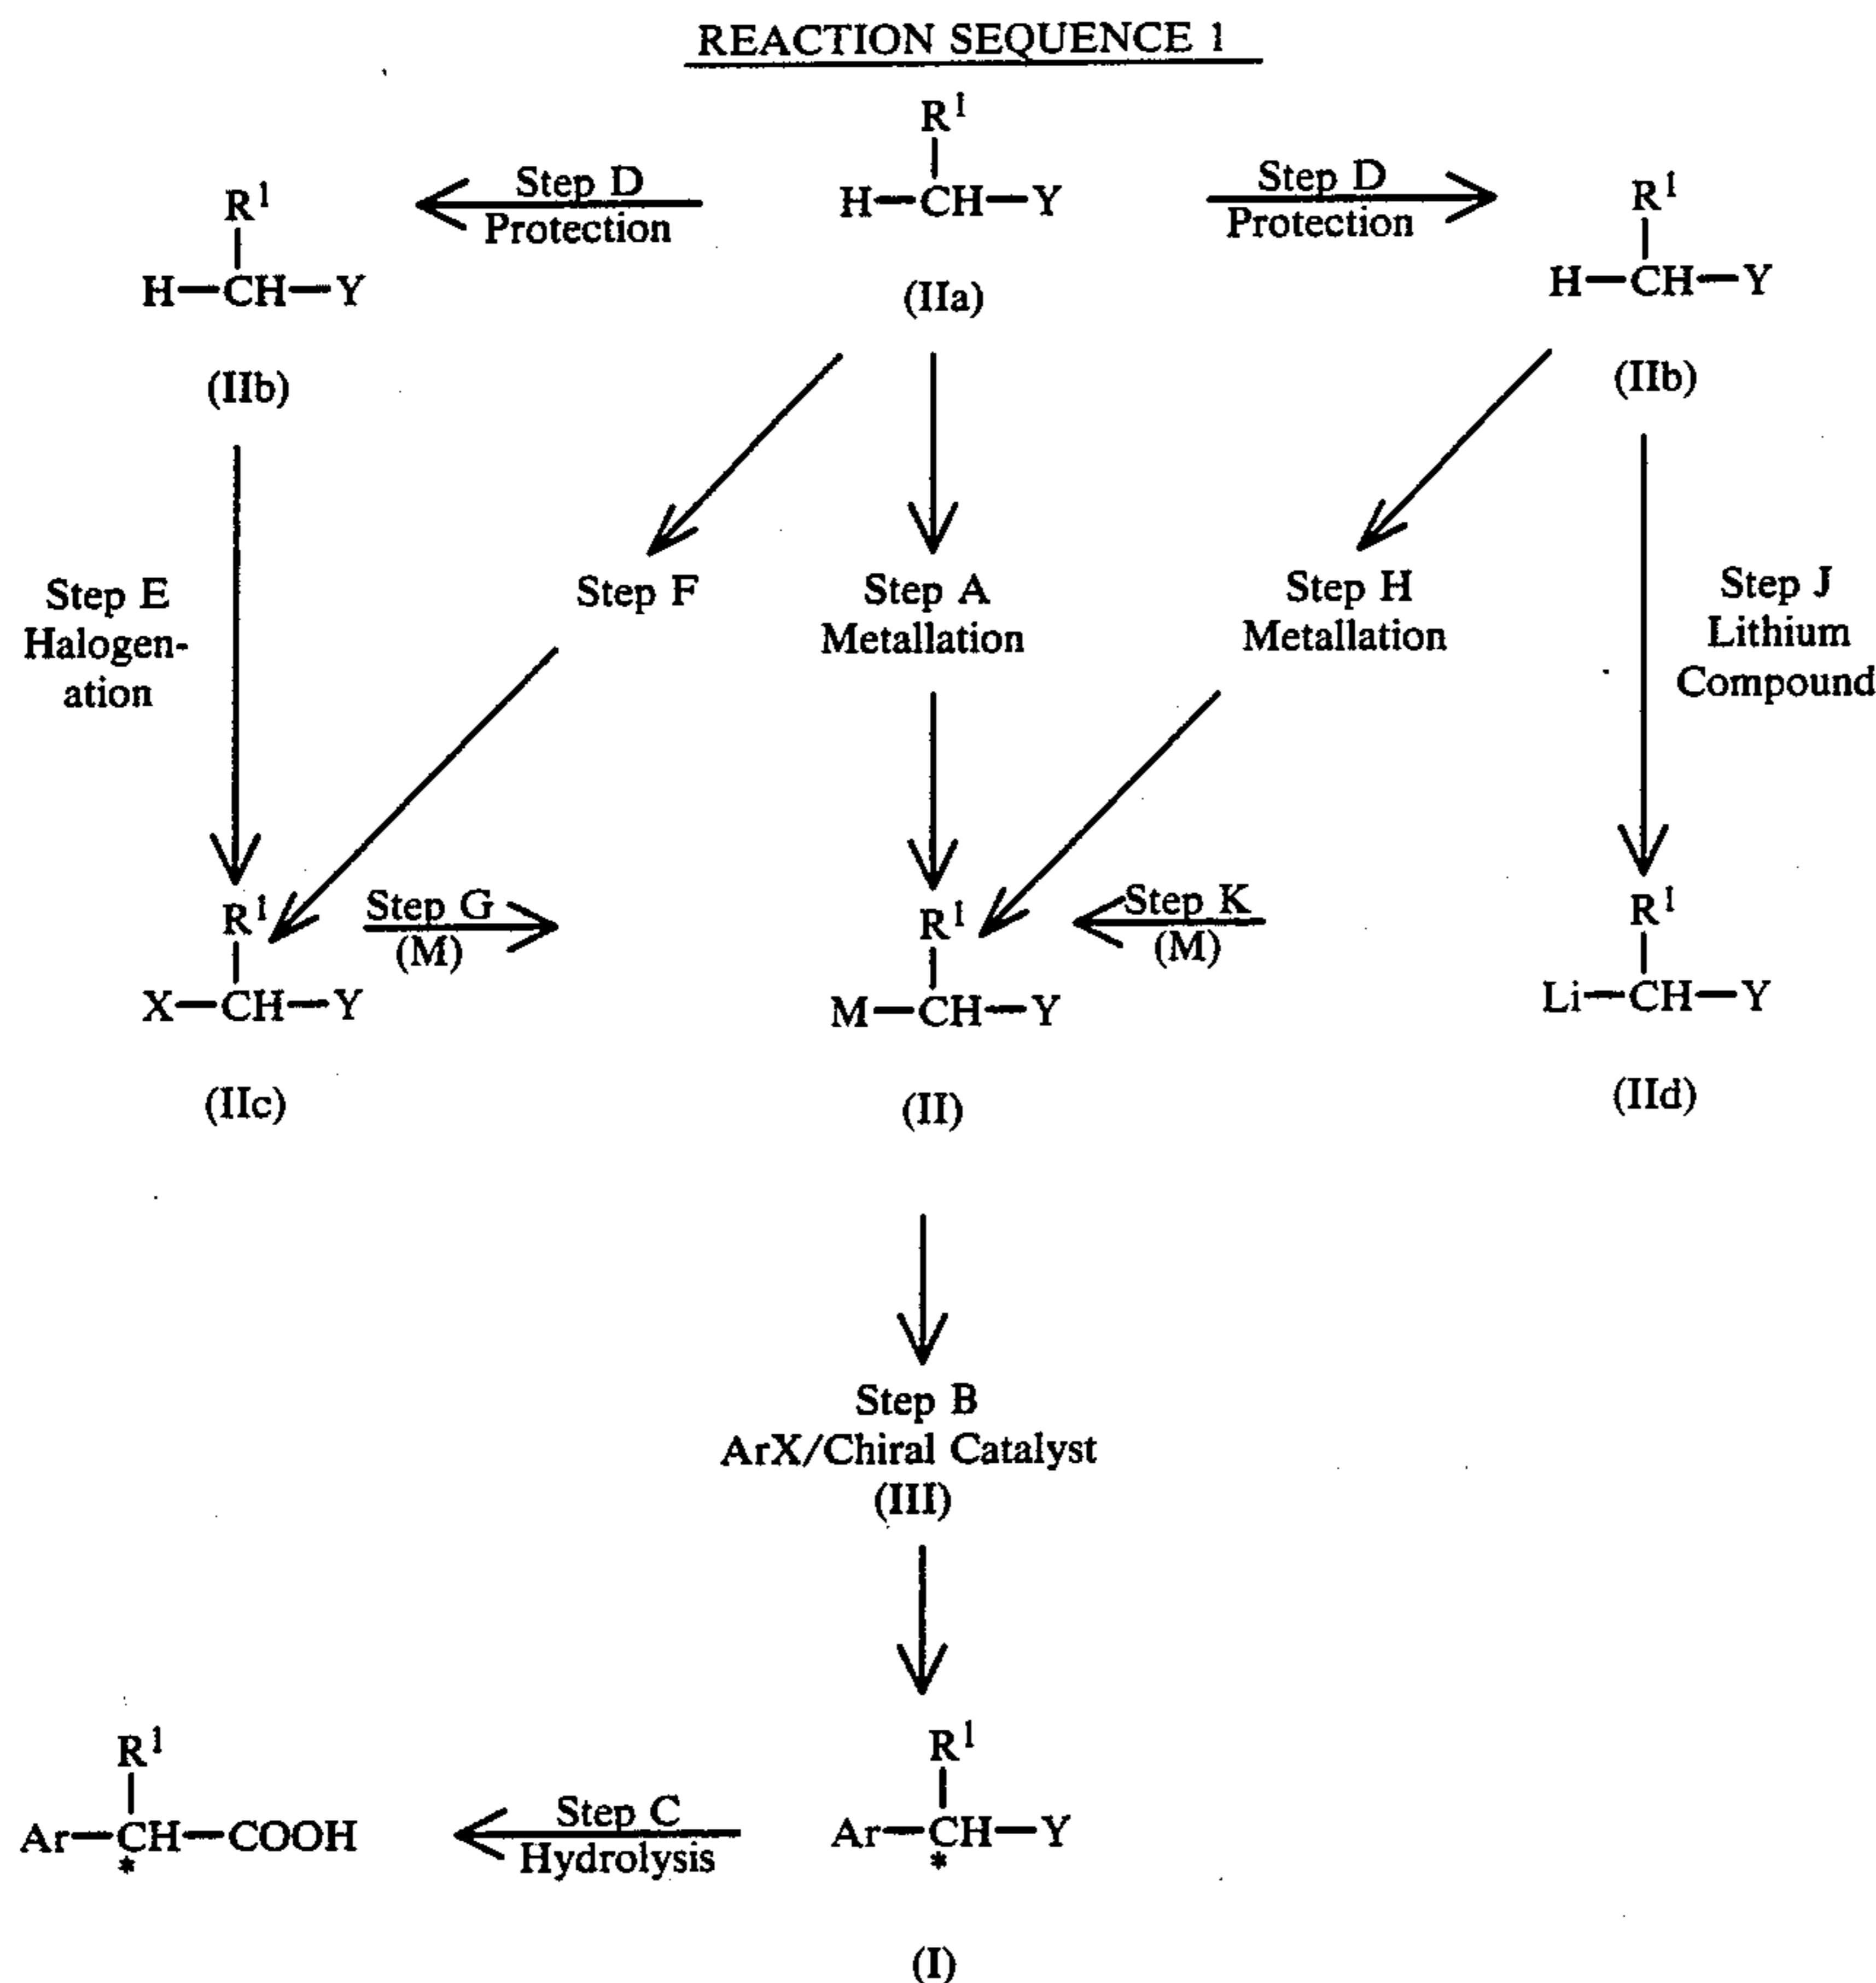 REACTION SEQUENCE 1
R¹
H—CH—Y
(IIa)
Step D
Protection
Step D
Protection
R¹
H—CH—Y
(IIb)
R¹
H—CH—Y
(IIb)
Step E
Halogen-
ation
Step F
Step A
Metallation
Step H
Metallation
Step J
Lithium
Compound
R¹
X—CH—Y
(IIc)
Step G
(M)
R¹
M—CH—Y
(II)
Step K
(M)
R¹
Li—CH—Y
(IId)
Step B
ArX/Chiral Catalyst
(III)
R¹
Ar—CH—COOH
*
Step C
Hydrolysis
R¹
Ar—CH—Y
*
(I)